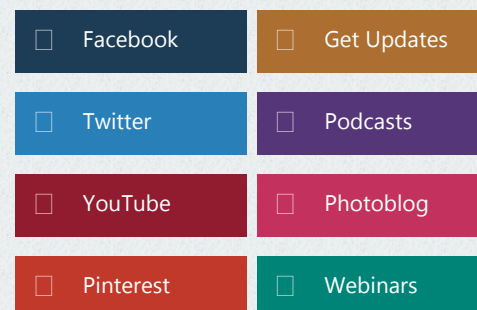 Facebook
Get Updates
Twitter
Podcasts
YouTube
Photoblog
Pinterest
Webinars